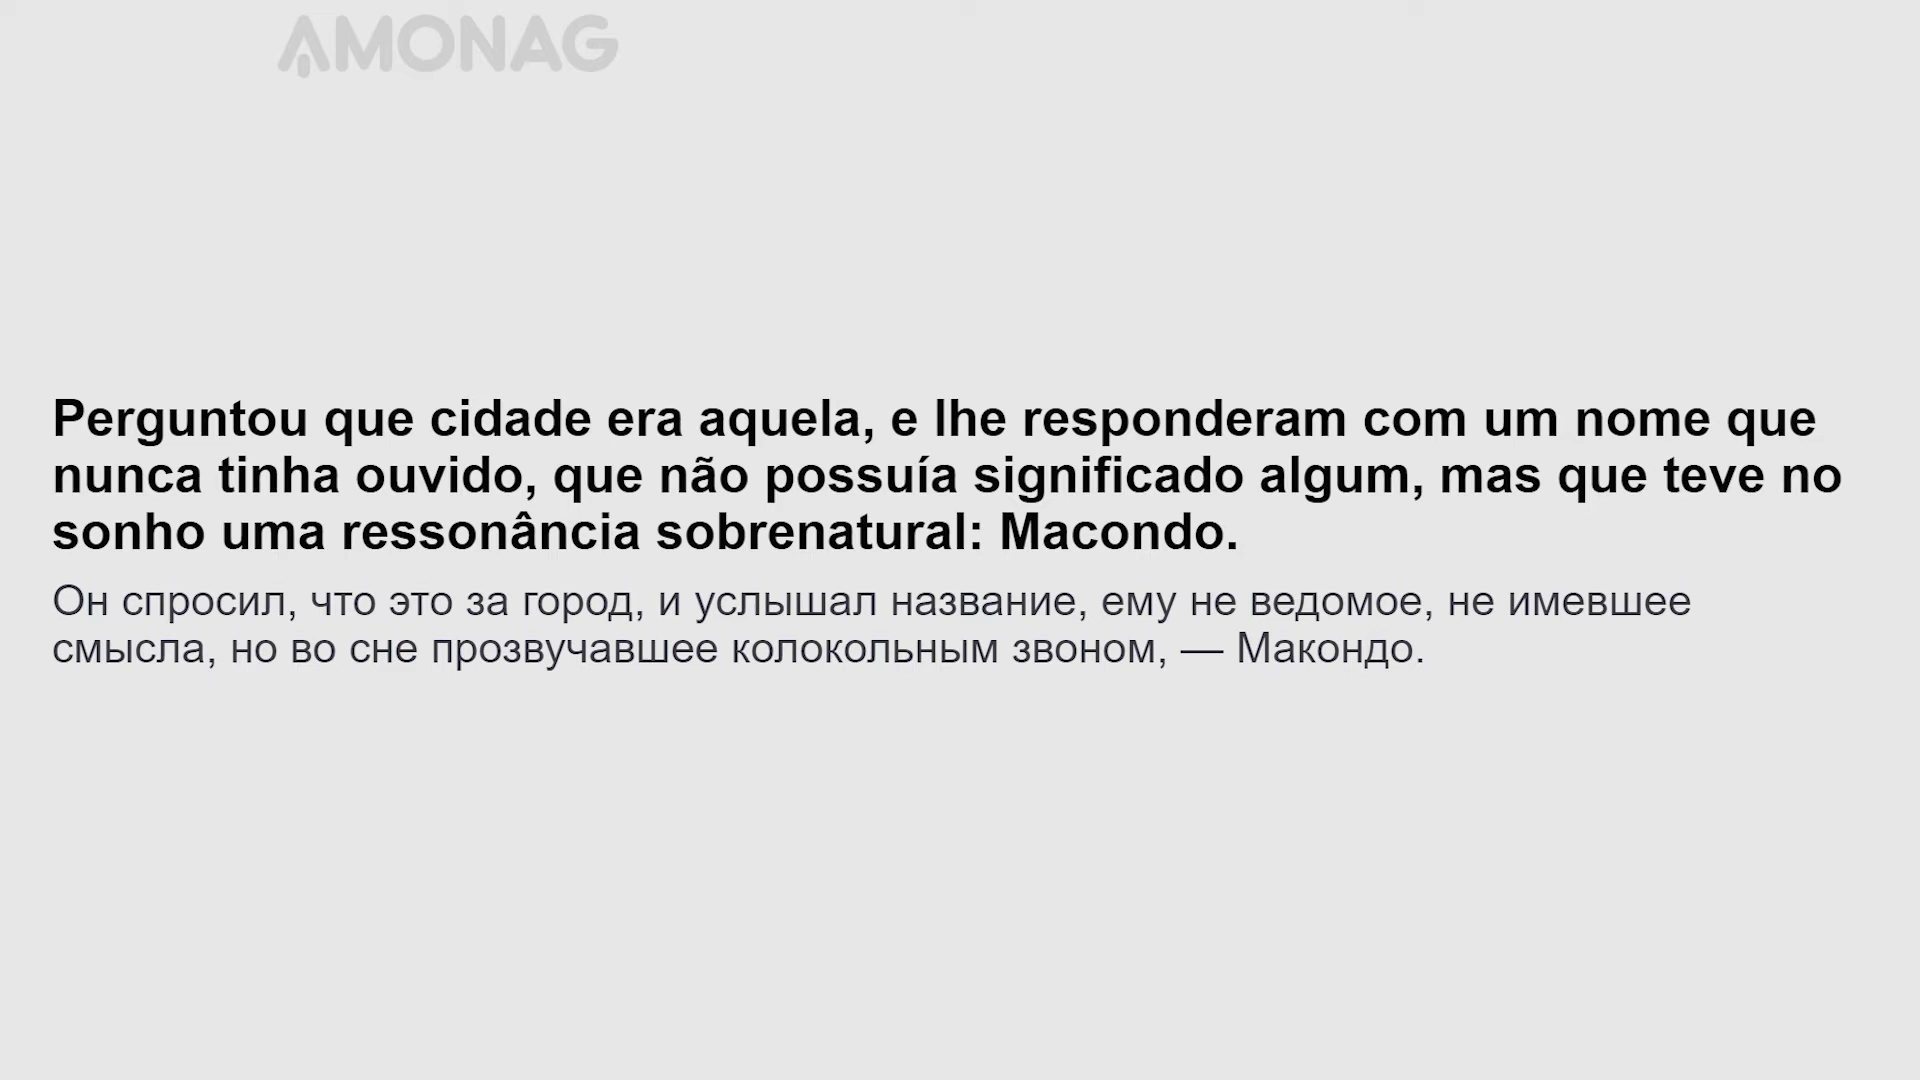 AMONAG
Perguntou que cidade era aquela, e lhe responderam com um nome que
nunca tinha ouvido, que não possuía significado algum, mas que teve no
sonho uma ressonância sobrenatural: Macondo.
Он спросил, что это за город, и услышал название, ему не ведомое, не имевшее
смысла, но во сне прозвучавшее колокольным звоном, — Макондо.